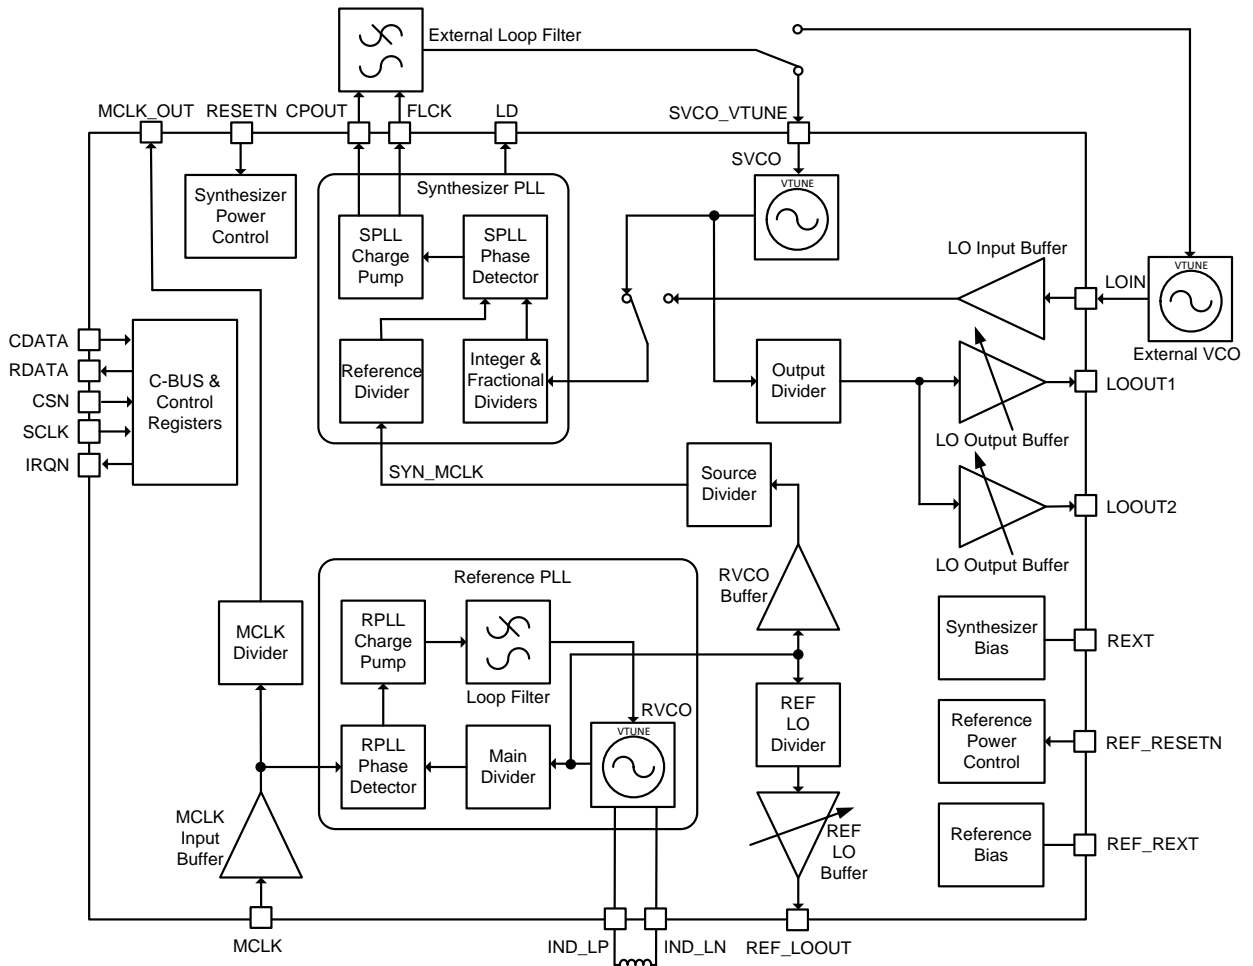 External Loop Filter
MCLK_OUT
RESETN
CPOUT
FLCK
LD
SVCO_VTUNE
SVCO
VTUNE
Synthesizer
Power
Control
Synthesizer PLL
SPLL
Charge
Pump
SPLL
Phase
Detector
LO Input Buffer
LOIN
VTUNE
External VCO
CDATA
RDATA
CSN
SCLK
IRQN
C-BUS &
Control
Registers
Reference
Divider
Integer &
Fractional
Dividers
Output
Divider
LOOUT1
LO Output Buffer
SYN_MCLK
Source
Divider
LOOUT2
LO Output Buffer
Reference PLL
RVCO
Buffer
MCLK
Divider
RPLL
Charge
Pump
Loop Filter
RVCO
VTUNE
REF
LO
Divider
Synthesizer
Bias
REXT
RPLL
Phase
Detector
Main
Divider
Reference
Power
Control
REF_RESETN
MCLK
Input
Buffer
REF
LO
Buffer
Reference
Bias
REF_REXT
MCLK
IND_LP
IND_LN
REF_LOOUT